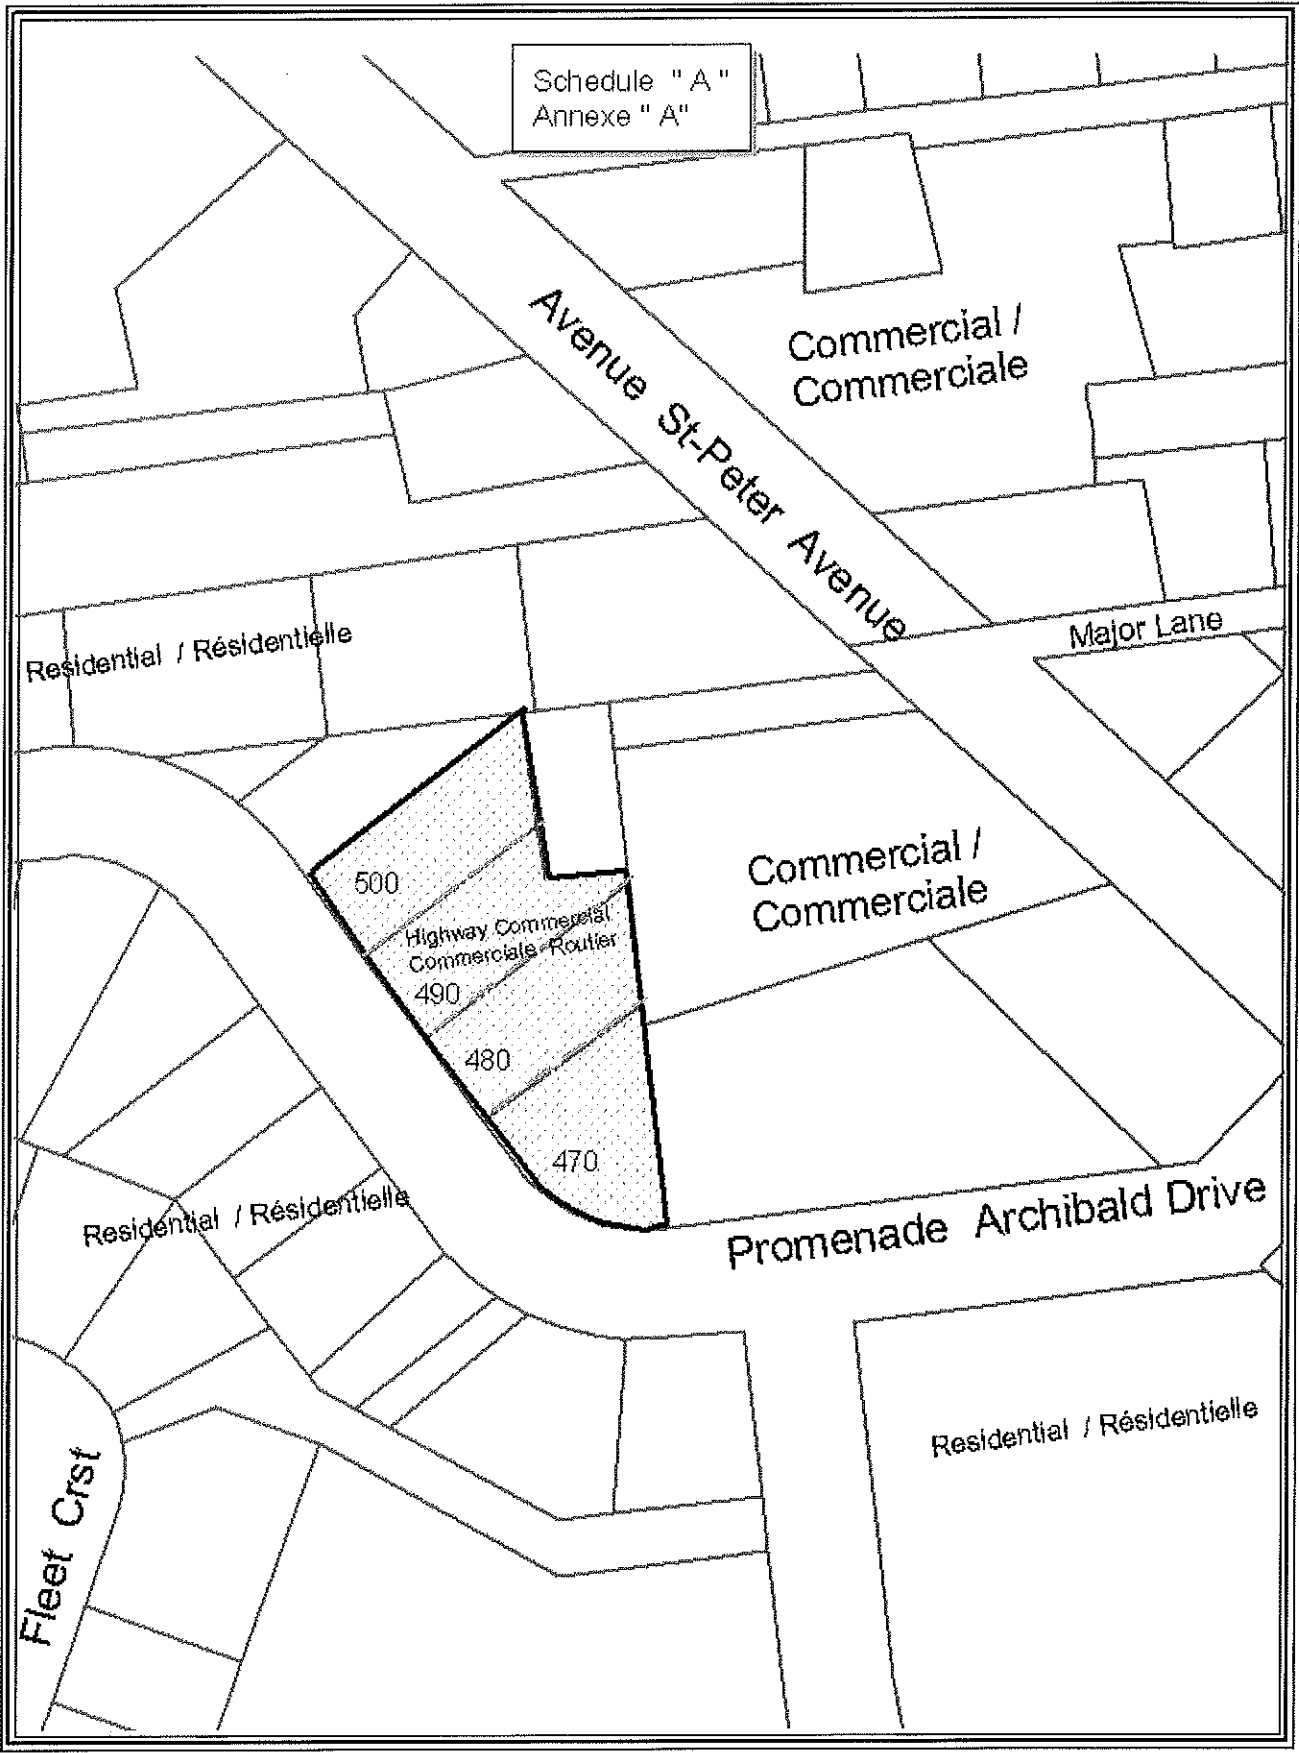 Schedule " A "
Annexe " A"
Commercial /
Commerciale
Avenue St-Peter Avenue
Major Lane
Residential / Résidentielle
Commercial /
Commerciale
500
Highway Commercial
Commerciale Routier
490
480
470
Residential / Résidentielle
Promenade Archibald Drive
Residential / Résidentielle
Fleet Crst